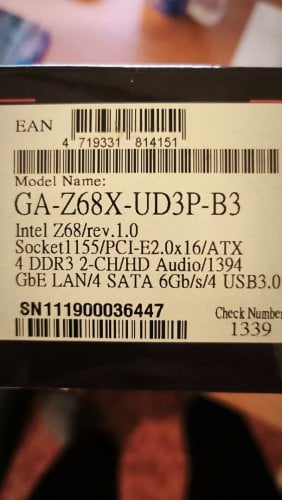 EAN
4 719331 814151
Model Name:
GA-Z68X-UD3P-B3
Intel Z68/rev.1.0
Socket1155/PCI-E2.0x16/ATX
4 DDR3 2-CH/HD Audio/1394
GbE LAN/4 SATA 6Gb/s/4 USB3.0
SN111900036447
Check Number
1339